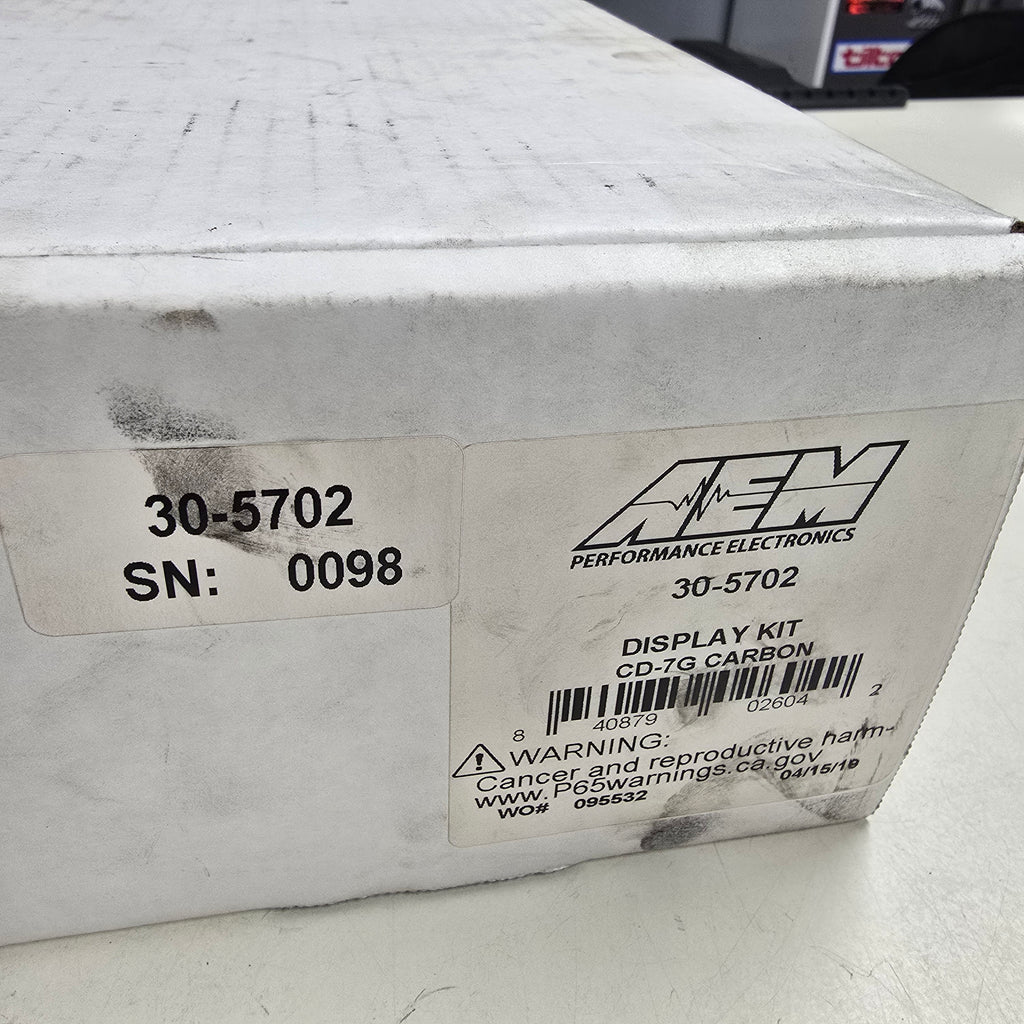 30-5702
SN: 0098
AEM
PERFORMANCE ELECTRONICS
30-5702
DISPLAY KIT
CD-7G CARBON
8 40879 02604 2
WARNING:
Cancer and reproductive harm-
www.P65warnings.ca.gov
04/15/19
WO# 095532